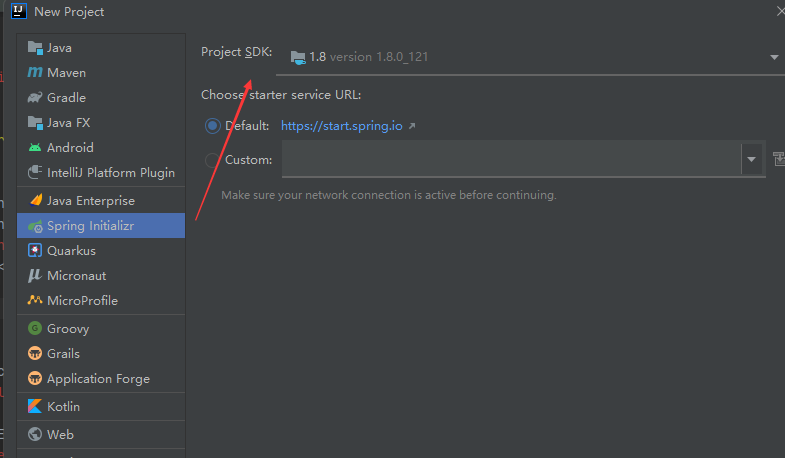 New Project
Java
Maven
Gradle
Java FX
Android
IntelliJ Platform Plugin
Java Enterprise
Spring Initializr
Quarkus
Micronaut
MicroProfile
Groovy
Grails
Application Forge
Kotlin
Web
Project SDK: 1.8 version 1.8.0_121
Choose starter service URL:
Default: https://start.spring.io
Custom:
Make sure your network connection is active before continuing.